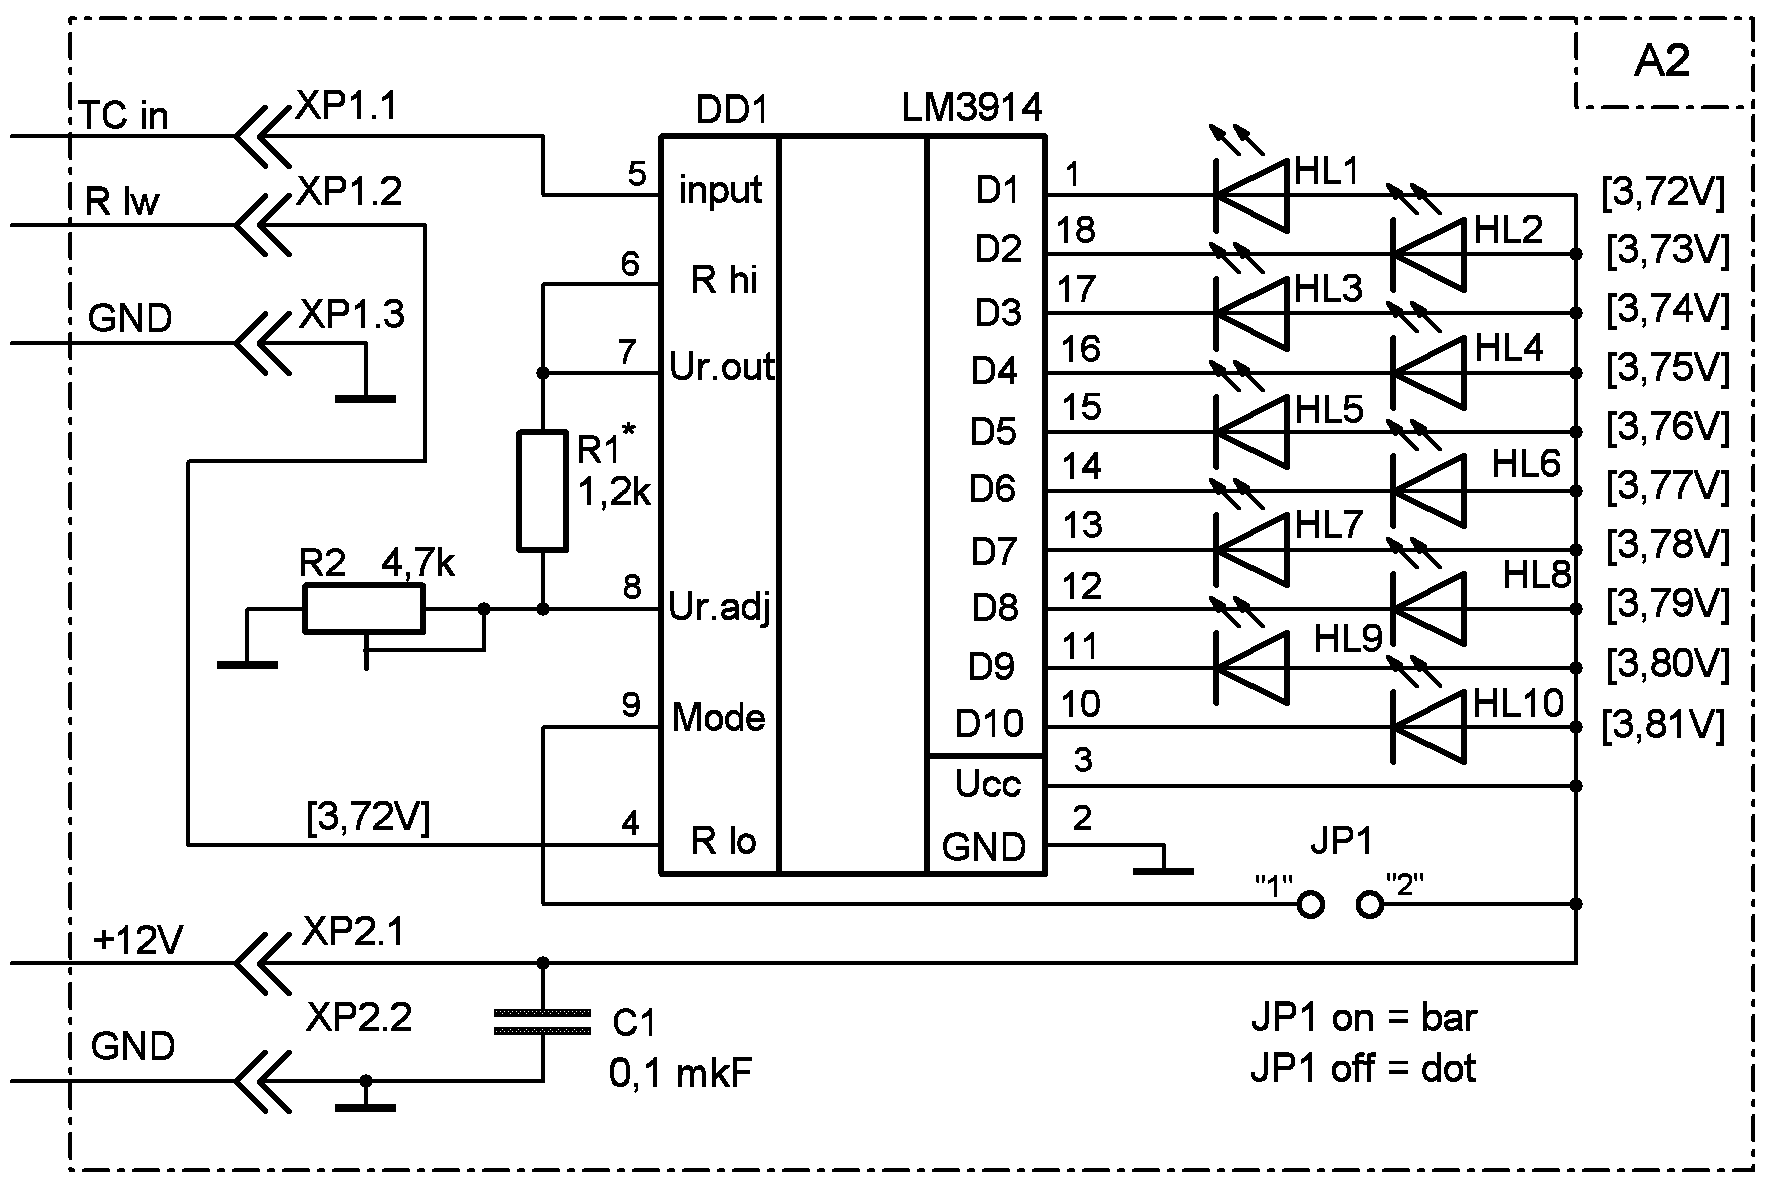 A2
TC in
XP1.1
R lw
XP1.2
GND
XP1.3
DD1
LM3914
5
input
6
R hi
7
Ur.out
R1*
1,2k
R2
4,7k
8
Ur.adj
9
Mode
[3,72V]
4
R lo
D1
1
HL1
[3,72V]
D2
18
HL2
[3,73V]
D3
17
HL3
[3,74V]
D4
16
HL4
[3,75V]
D5
15
HL5
[3,76V]
D6
14
HL6
[3,77V]
D7
13
HL7
[3,78V]
D8
12
HL8
[3,79V]
D9
11
HL9
[3,80V]
D10
10
HL10
[3,81V]
Ucc
3
GND
2
JP1
"1"
"2"
+12V
XP2.1
XP2.2
GND
C1
0,1 mkF
JP1 on = bar
JP1 off = dot